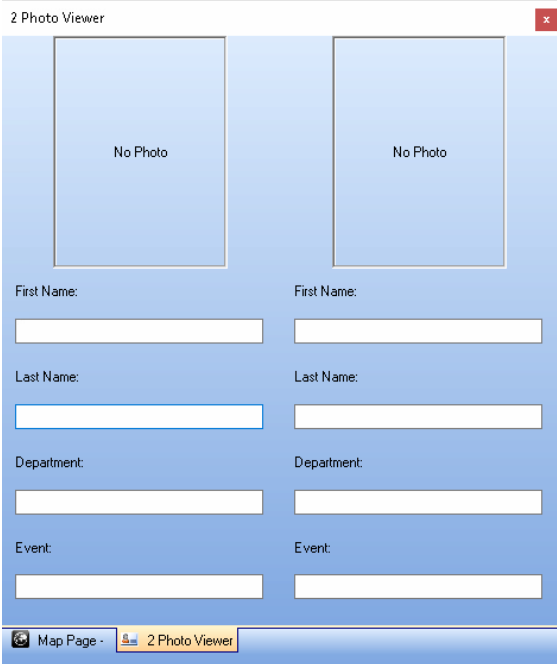 2 Photo Viewer
x
No Photo
No Photo
First Name:
First Name:
Last Name:
Last Name:
Department:
Department:
Event:
Event:
Map Page -
2 Photo Viewer